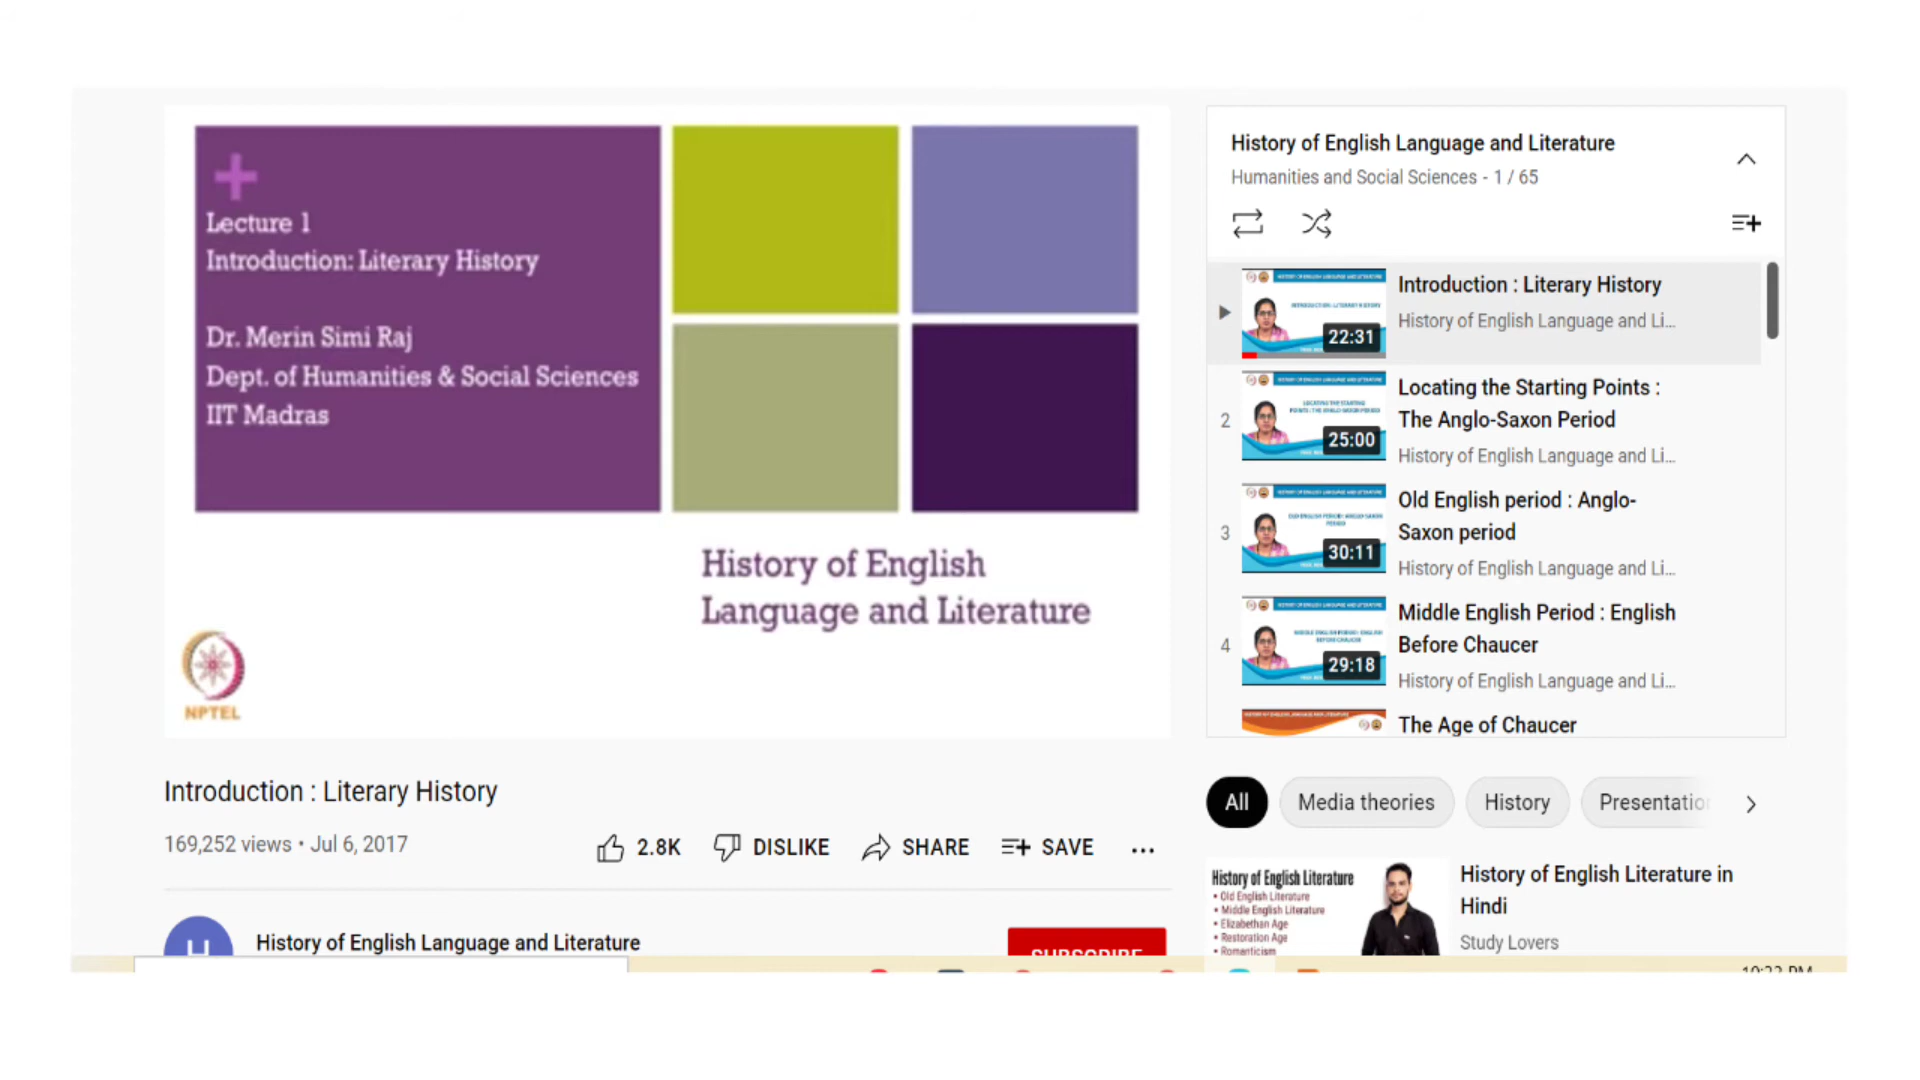 Lecture 1
Introduction: Literary History
Dr. Merin Simi Raj
Dept. of Humanities & Social Sciences
IIT Madras
History of English
Language and Literature
NPTEL
Introduction : Literary History
169,252 views • Jul 6, 2017
2.8K
DISLIKE
SHARE
SAVE
H
History of English Language and Literature
SUBSCRIBE
History of English Language and Literature
Humanities and Social Sciences - 1 / 65
22:31
Introduction : Literary History
History of English Language and Li...
2
25:00
Locating the Starting Points :
The Anglo-Saxon Period
History of English Language and Li...
3
30:11
Old English period : Anglo-
Saxon period
History of English Language and Li...
4
29:18
Middle English Period : English
Before Chaucer
History of English Language and Li...
The Age of Chaucer
All
Media theories
History
Presentatio
History of English Literature
• Old English Literature
• Middle English Literature
• Elizabethan Age
• Restoration Age
• Romanticism
History of English Literature in
Hindi
Study Lovers